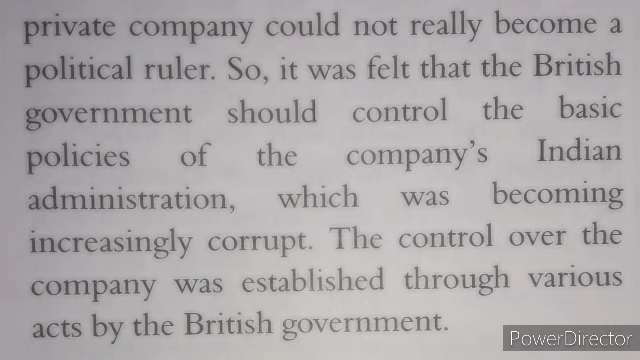 private company could not really become a
political ruler. So, it was felt that the British
government should control the basic
policies of the company's Indian
administration, which was becoming
increasingly corrupt. The control over the
company was established through various
acts by the British government.
PowerDirector